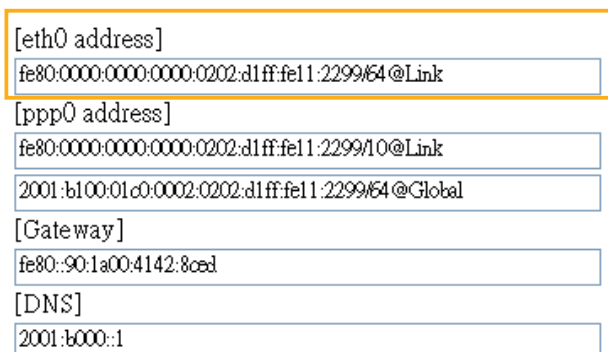 [eth0 address]
fe80:0000:0000:0000:0202:d1ff:fe11:2299/64@Link
[ppp0 address]
fe80:0000:0000:0000:0202:d1ff:fe11:2299/10@Link
2001:b100:01c0:0002:0202:d1ff:fe11:2299/64@Global
[Gateway]
fe80::90:1a00:4142:8ced
[DNS]
2001:b000::1